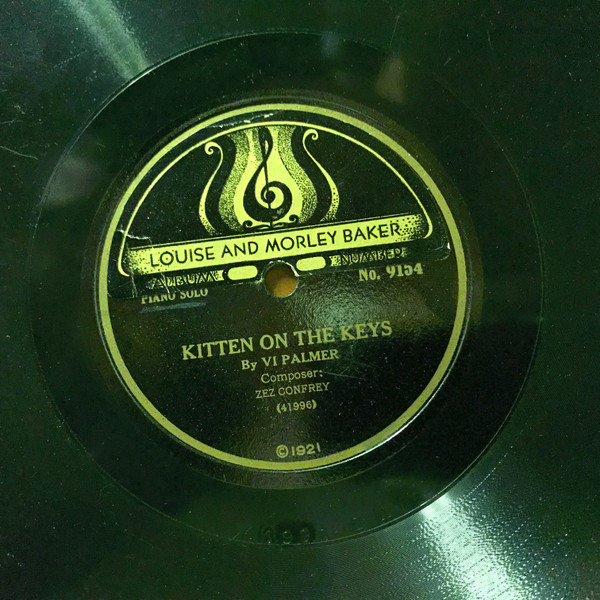 LOUISE AND MORLEY BAKER
ALBUM NUMBER
PIANO SOLO No. 9154
KITTEN ON THE KEYS
By VI PALMER
Composer:
ZEZ CONFREY
(41996)
©1921